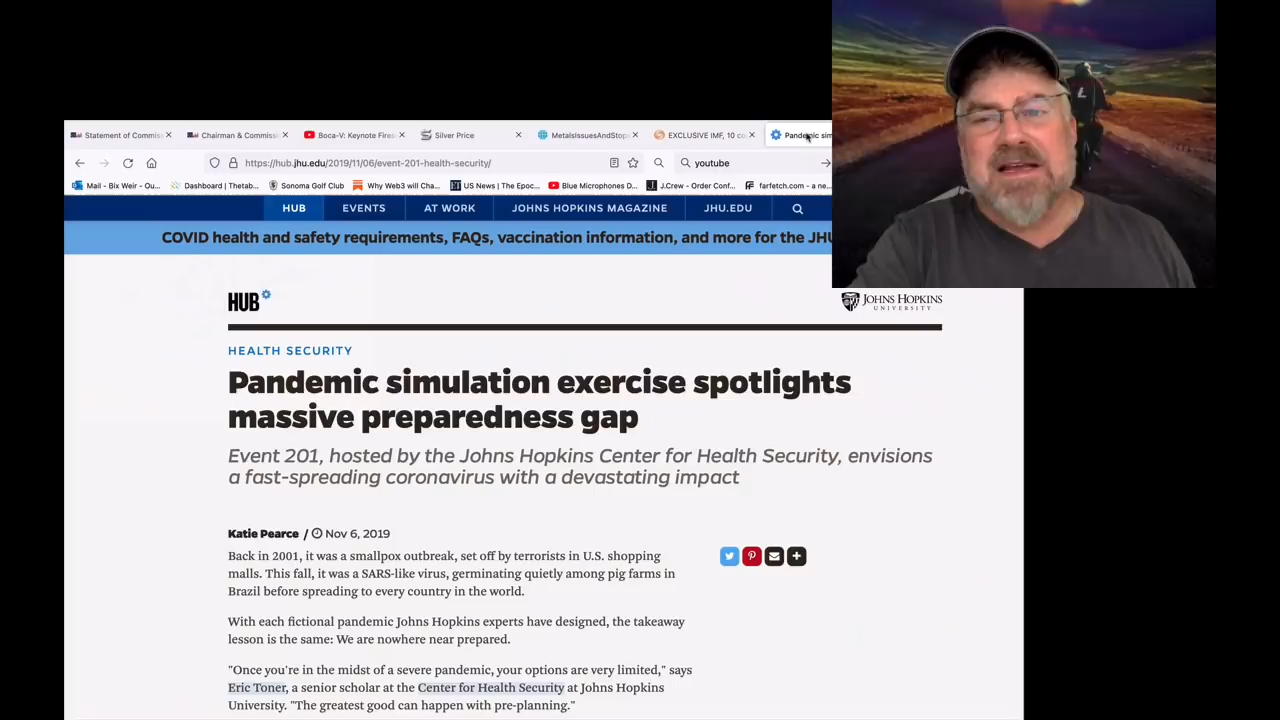 Statement of Commis
Chairman & Commissi
Boca-V: Keynote Fires
Silver Price
MetalsIssuesAndStop
EXCLUSIVE IMF, 10 co
Pandemic sim
https://hub.jhu.edu/2019/11/06/event-201-health-security/
youtube
Mail - Bix Weir - Ou...
Dashboard | Thetab...
Sonoma Golf Club
Why Web3 will Cha...
US News | The Epoc...
Blue Microphones D...
J.Crew - Order Conf...
farfetch.com - a ne...
HUB
EVENTS
AT WORK
JOHNS HOPKINS MAGAZINE
JHU.EDU
COVID health and safety requirements, FAQs, vaccination information, and more for the JHU
HUB
JOHNS HOPKINS
UNIVERSITY
HEALTH SECURITY
Pandemic simulation exercise spotlights
massive preparedness gap
Event 201, hosted by the Johns Hopkins Center for Health Security, envisions
a fast-spreading coronavirus with a devastating impact
Katie Pearce / Nov 6, 2019
Back in 2001, it was a smallpox outbreak, set off by terrorists in U.S. shopping
malls. This fall, it was a SARS-like virus, germinating quietly among pig farms in
Brazil before spreading to every country in the world.
With each fictional pandemic Johns Hopkins experts have designed, the takeaway
lesson is the same: We are nowhere near prepared.
"Once you're in the midst of a severe pandemic, your options are very limited," says
Eric Toner, a senior scholar at the Center for Health Security at Johns Hopkins
University. "The greatest good can happen with pre-planning."